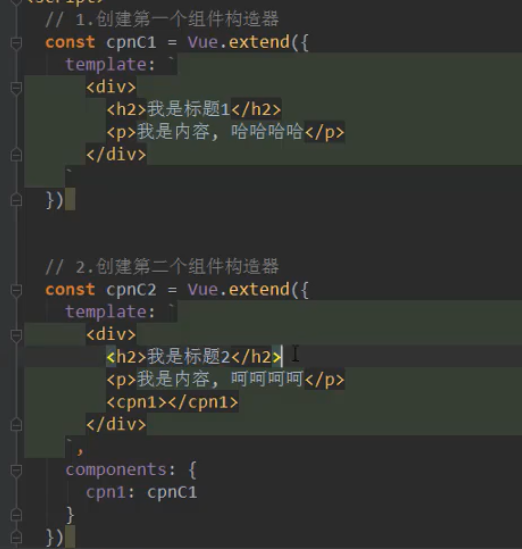 <script>
// 1.创建第一个组件构造器
const cpnC1 = Vue.extend({
template: `
<div>
<h2>我是标题1</h2>
<p>我是内容, 哈哈哈哈</p>
</div>
`
})
// 2.创建第二个组件构造器
const cpnC2 = Vue.extend({
template: `
<div>
<h2>我是标题2</h2>
<p>我是内容, 呵呵呵呵</p>
<cpn1></cpn1>
</div>
`,
components: {
cpn1: cpnC1
}
})